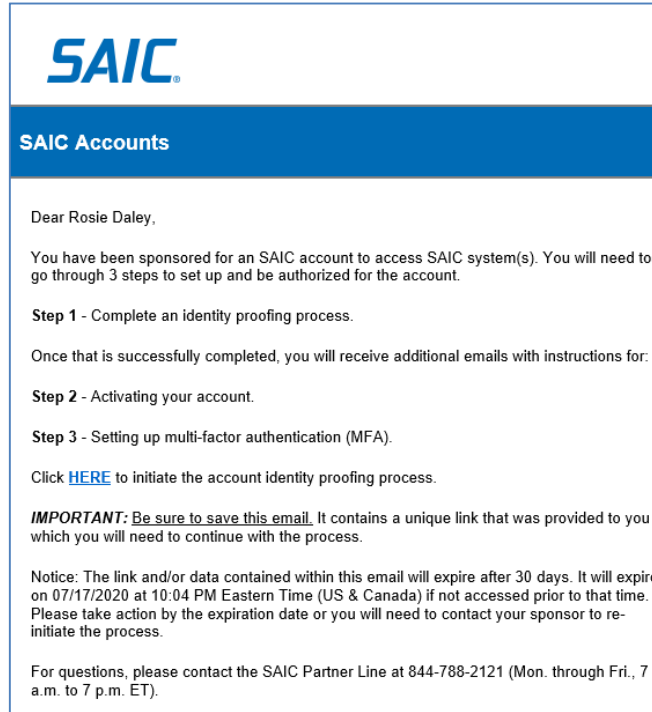 SAIC®
SAIC Accounts
Dear Rosie Daley,
You have been sponsored for an SAIC account to access SAIC system(s). You will need to
go through 3 steps to set up and be authorized for the account.
Step 1 - Complete an identity proofing process.
Once that is successfully completed, you will receive additional emails with instructions for:
Step 2 - Activating your account.
Step 3 - Setting up multi-factor authentication (MFA).
Click HERE to initiate the account identity proofing process.
IMPORTANT: Be sure to save this email. It contains a unique link that was provided to you
which you will need to continue with the process.
Notice: The link and/or data contained within this email will expire after 30 days. It will expire
on 07/17/2020 at 10:04 PM Eastern Time (US & Canada) if not accessed prior to that time.
Please take action by the expiration date or you will need to contact your sponsor to re-
initiate the process.
For questions, please contact the SAIC Partner Line at 844-788-2121 (Mon. through Fri., 7
a.m. to 7 p.m. ET).